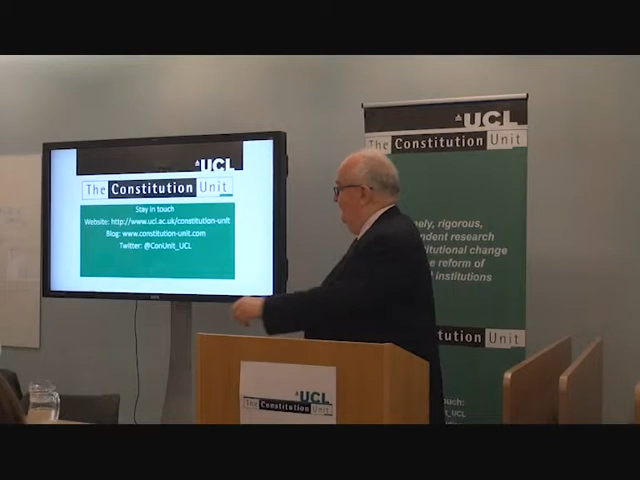 UCL
The Constitution Unit
Stay in touch
Website: http://www.ucl.ac.uk/constitution-unit
Blog: www.constitution-unit.com
Twitter: @ConUnit_UCL
UCL
The Constitution Unit
rigorous,
research
change
reform of
institutions
Unit
UCL
The Constitution Unit